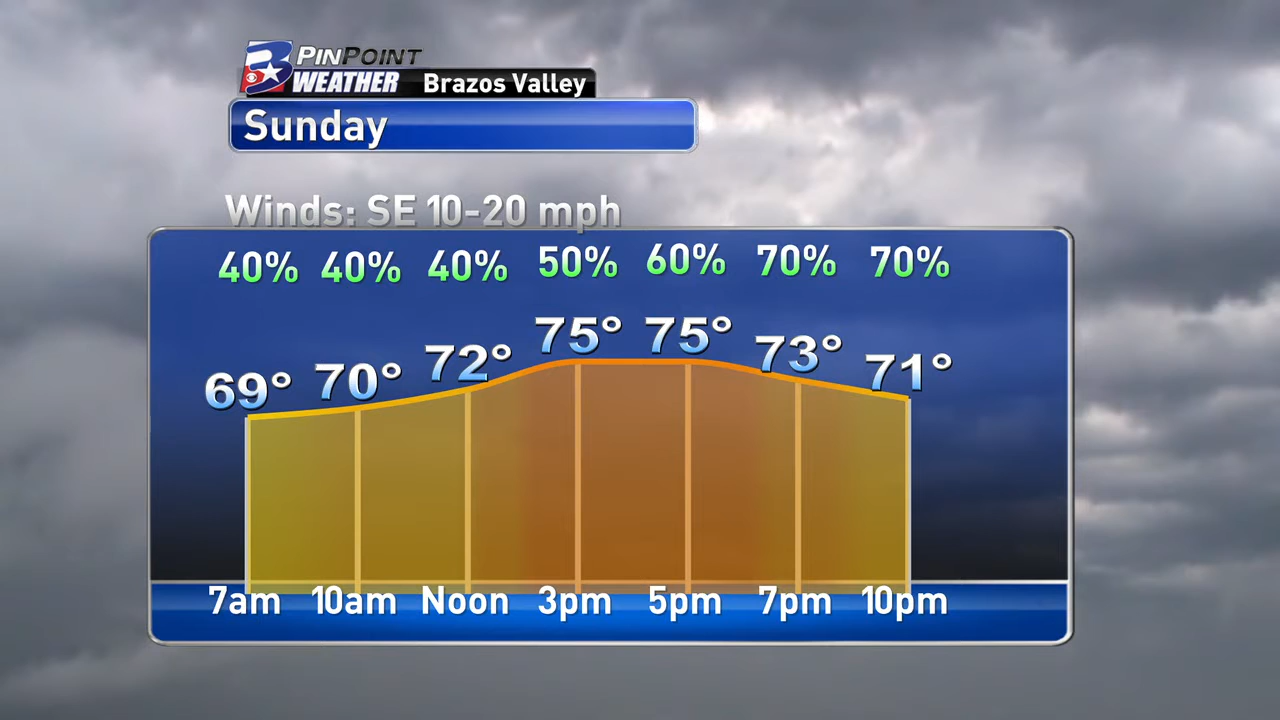 PINPOINT
3 WEATHER Brazos Valley
Sunday
Winds: SE 10-20 mph
40% 40% 40% 50% 60% 70% 70%
69° 70° 72° 75° 75° 73° 71°
7am 10am Noon 3pm 5pm 7pm 10pm